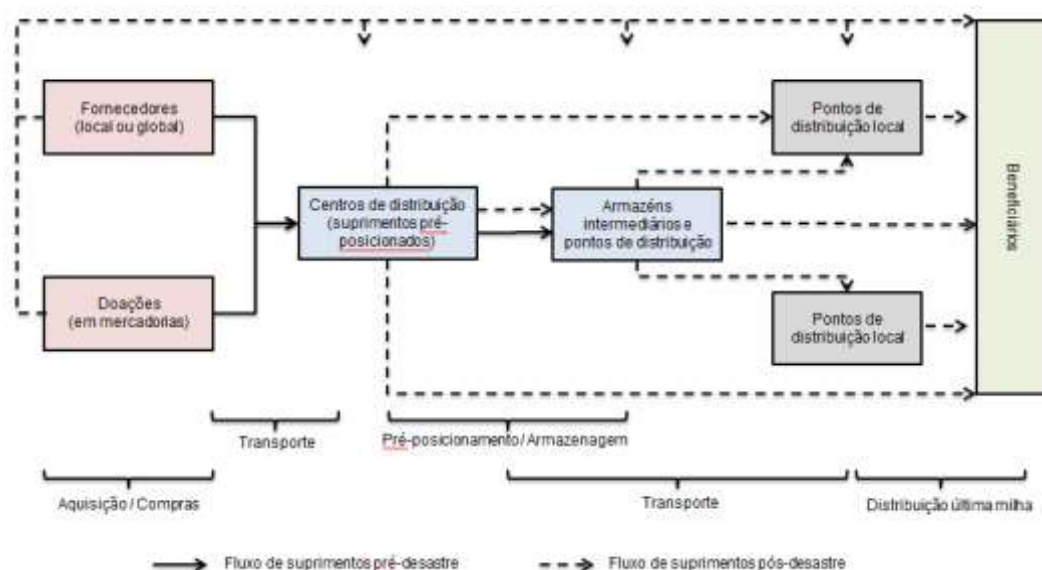 Fornecedores
(local ou global)
Pontos de
distribuição local
Centros de distribuição
(suprimentos pré-
posicionados)
Armazéns
intermediários e
pontos de distribuição
Beneficiários
Doações
(em mercadorias)
Pontos de
distribuição local
Transporte
Pré-posicionamento/Armazenagem
Aquisição / Compras
Transporte
Distribuição última milha
Fluxo de suprimentos pré-desastre
Fluxo de suprimentos pós-desastre